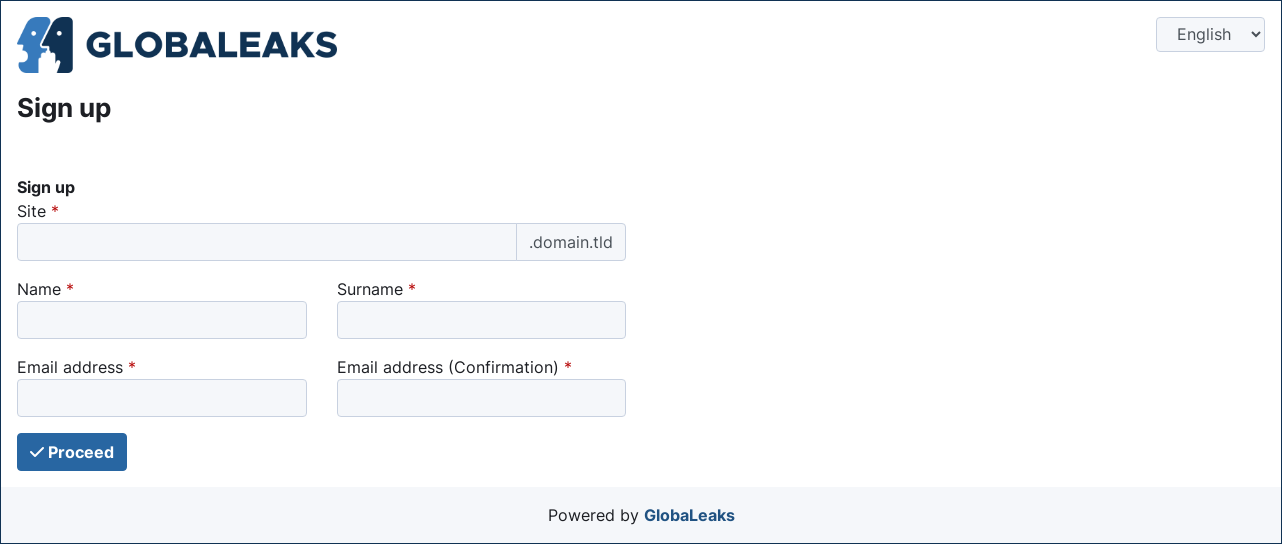 GLOBALEAKS
English
Sign up
Sign up
Site *
.domain.tld
Name * Surname *
Email address * Email address (Confirmation) *
Proceed
Powered by GlobaLeaks